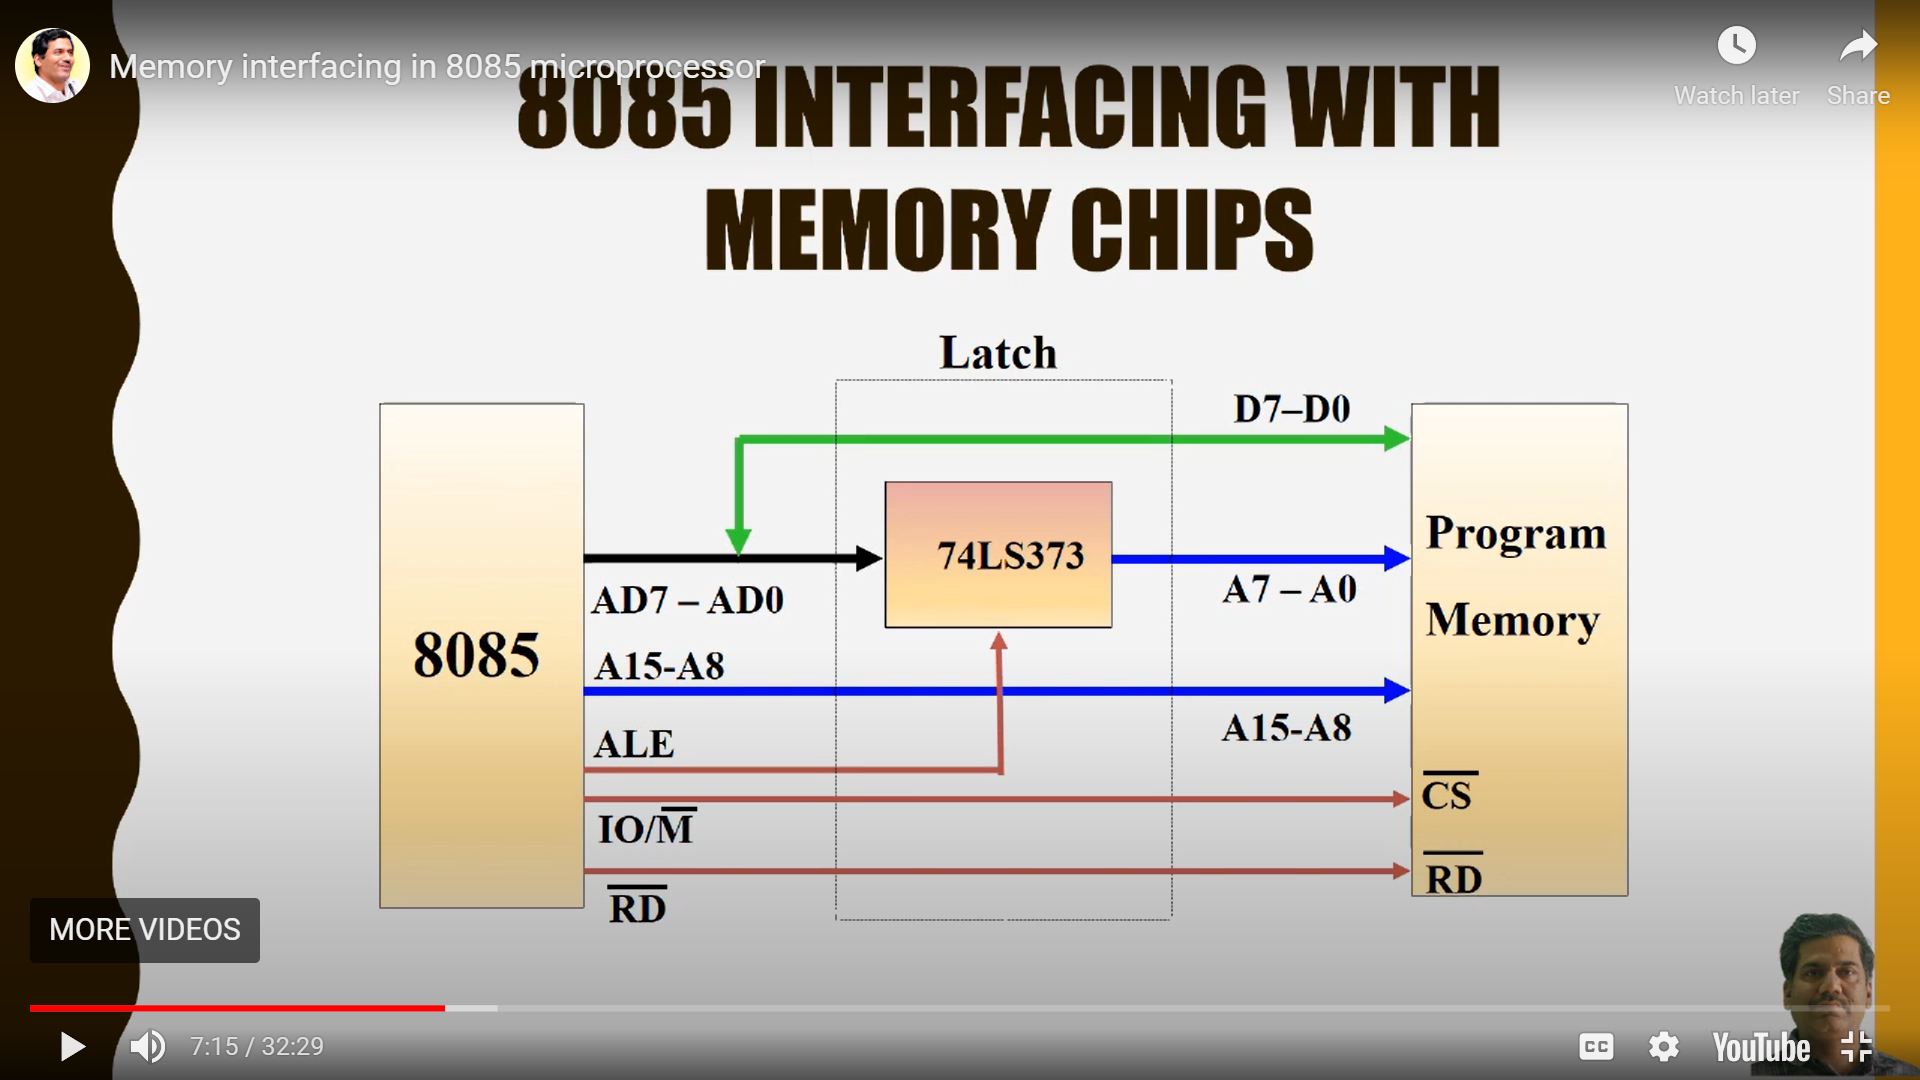 Memory interfacing in 8085 microprocessor
Watch later
Share
8085 INTERFACING WITH
MEMORY CHIPS
Latch
D7–D0
74LS373
Program
Memory
AD7 – AD0
A7 – A0
8085
A15-A8
A15-A8
ALE
CS
IO/M
RD
RD
MORE VIDEOS
7:15 / 32:29
CC
YouTube